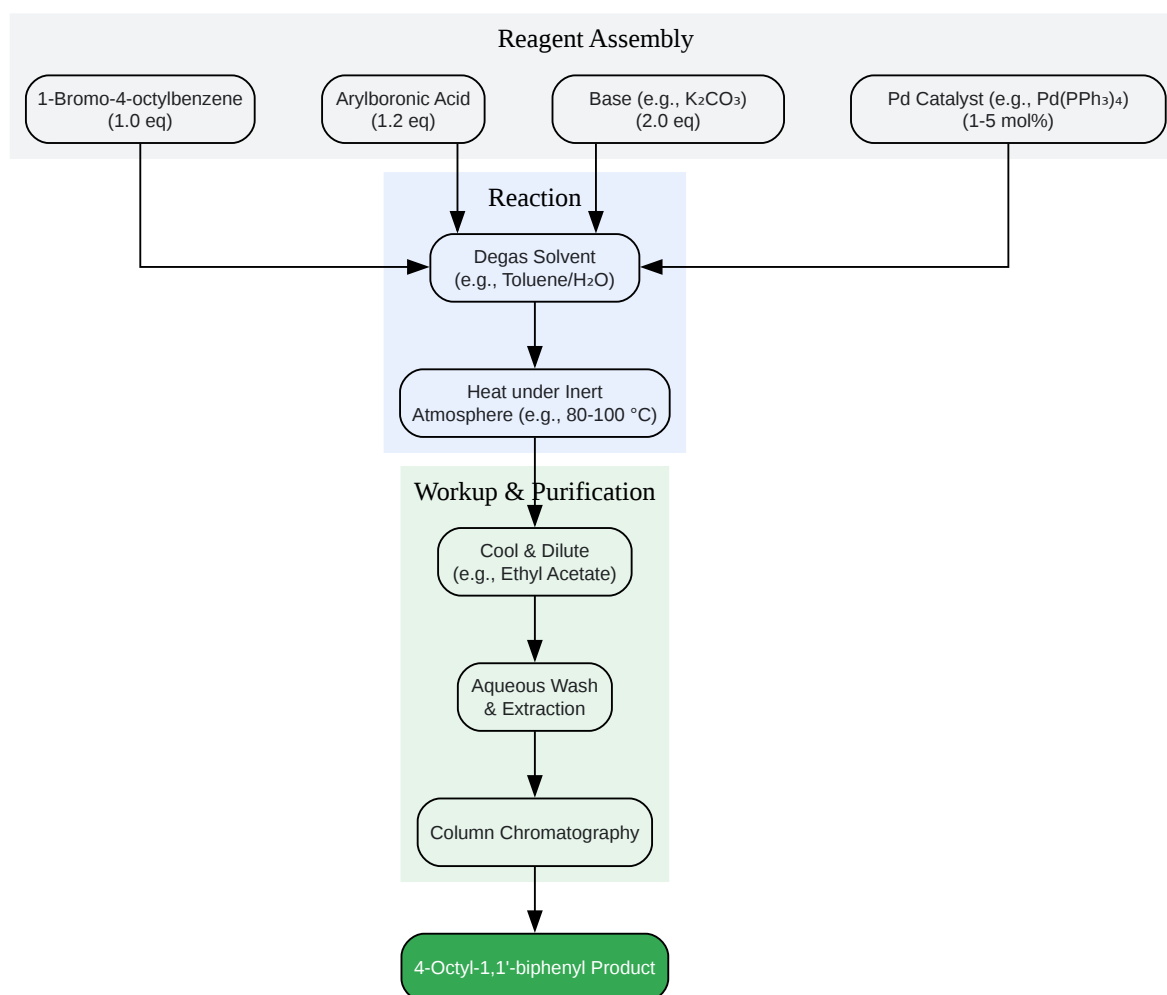 Reagent Assembly
1-Bromo-4-octylbenzene
(1.0 eq)
Arylboronic Acid
(1.2 eq)
Base (e.g., K₂CO₃)
(2.0 eq)
Pd Catalyst (e.g., Pd(PPh₃)₄)
(1-5 mol%)
Reaction
Degas Solvent
(e.g., Toluene/H₂O)
Heat under Inert
Atmosphere (e.g., 80-100 °C)
Workup & Purification
Cool & Dilute
(e.g., Ethyl Acetate)
Aqueous Wash
& Extraction
Column Chromatography
4-Octyl-1,1'-biphenyl Product